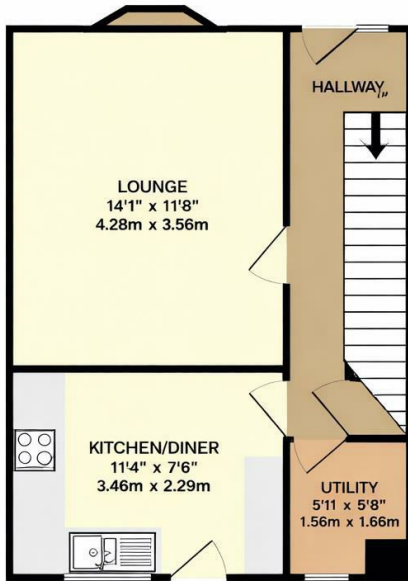 HALLWAY
LOUNGE
14'1" x 11'8"
4.28m x 3.56m
KITCHEN/DINER
11'4" x 7'6"
3.46m x 2.29m
UTILITY
5'11 x 5'8"
1.56m x 1.66m